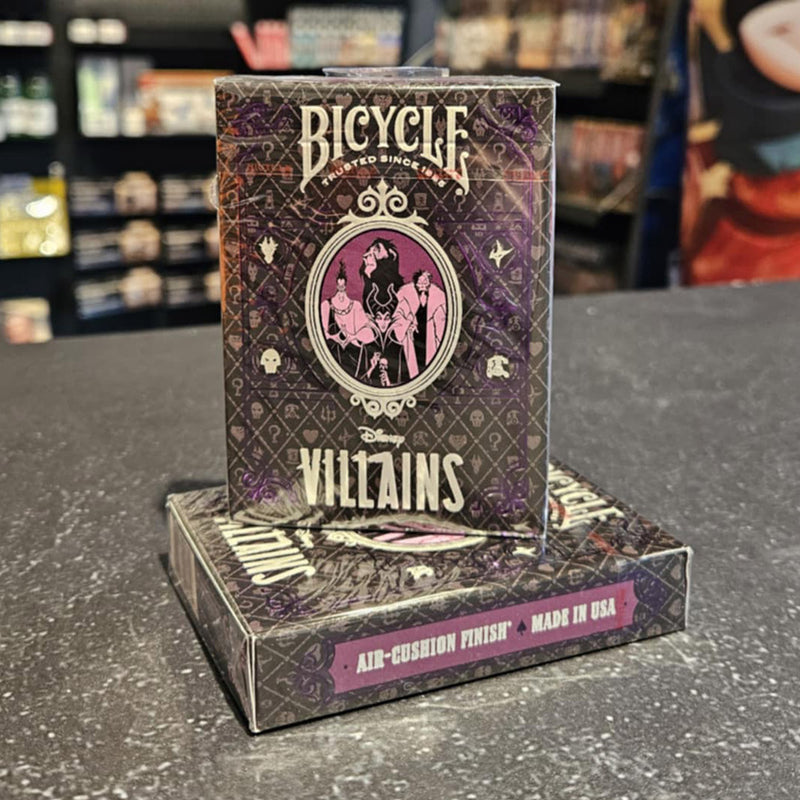 BICYCLE
TRUSTED SINCE 1885
Disney
VILLAINS
VILLAINS
BICYCLE
AIR-CUSHION FINISH® ♠ MADE IN USA